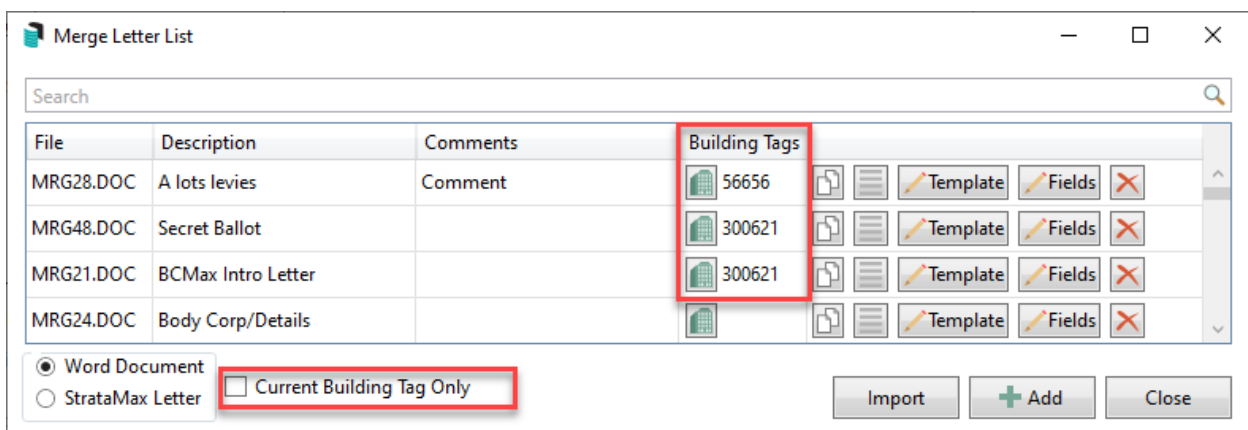 Merge Letter List
Search
File Description Comments Building Tags
MRG28.DOC A lots levies Comment 56656 Template Fields
MRG48.DOC Secret Ballot 300621 Template Fields
MRG21.DOC BCMax Intro Letter 300621 Template Fields
MRG24.DOC Body Corp/Details Template Fields
Word Document
StrataMax Letter Current Building Tag Only Import Add Close